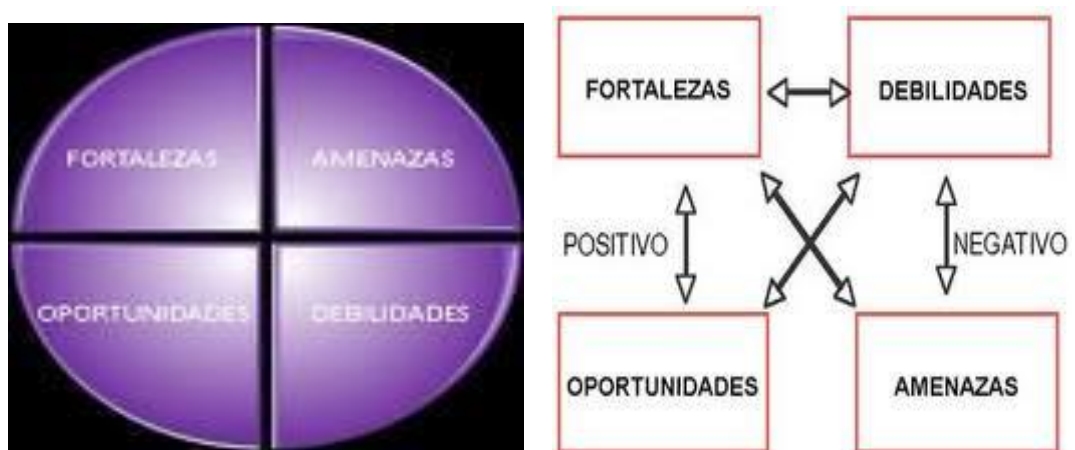 FORTALEZAS AMENAZAS
OPORTUNIDADES DEBILIDADES
FORTALEZAS DEBILIDADES
POSITIVO NEGATIVO
OPORTUNIDADES AMENAZAS